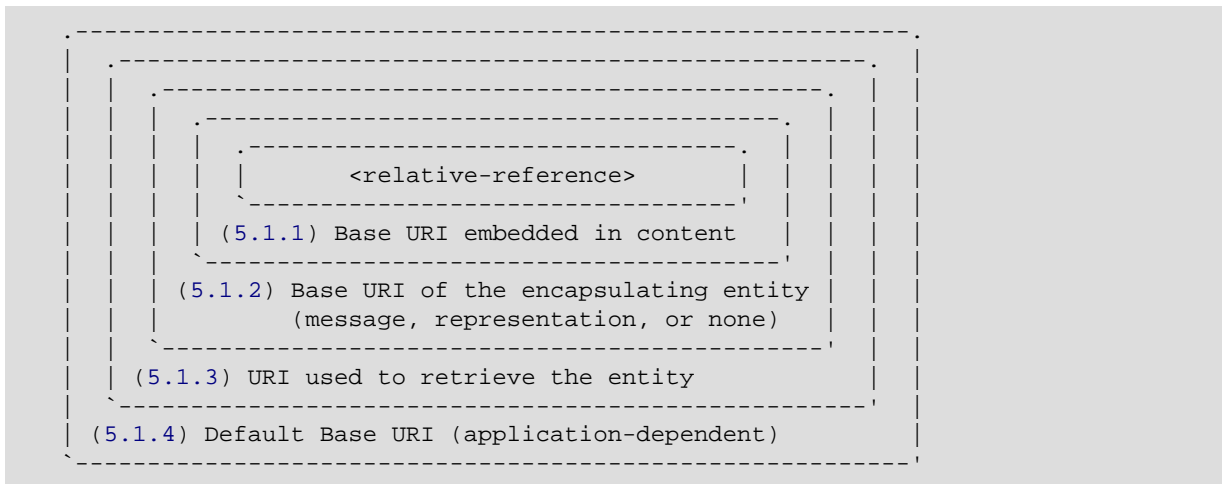 <relative-reference>
(5.1.1) Base URI embedded in content
(5.1.2) Base URI of the encapsulating entity
(message, representation, or none)
(5.1.3) URI used to retrieve the entity
(5.1.4) Default Base URI (application-dependent)